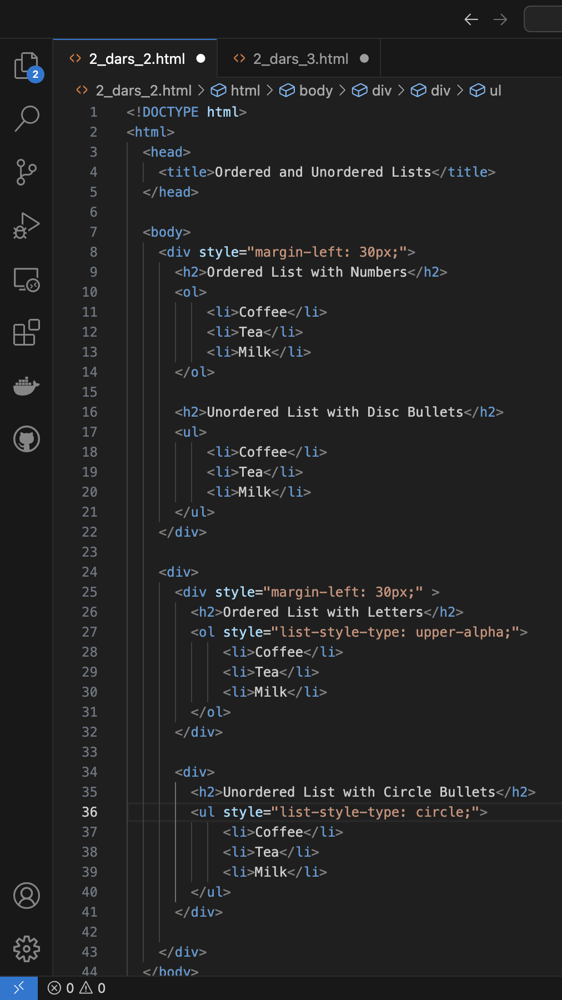 2_dars_2.html 2_dars_3.html
2
2_dars_2.html > html > body > div > div > ul
1 <!DOCTYPE html>
2 <html>
3   <head>
4     <title>Ordered and Unordered Lists</title>
5   </head>
6
7   <body>
8     <div style="margin-left: 30px;">
9       <h2>Ordered List with Numbers</h2>
10       <ol>
11           <li>Coffee</li>
12           <li>Tea</li>
13           <li>Milk</li>
14       </ol>
15
16       <h2>Unordered List with Disc Bullets</h2>
17       <ul>
18           <li>Coffee</li>
19           <li>Tea</li>
20           <li>Milk</li>
21       </ul>
22     </div>
23
24     <div>
25       <div style="margin-left: 30px;" >
26         <h2>Ordered List with Letters</h2>
27         <ol style="list-style-type: upper-alpha;">
28             <li>Coffee</li>
29             <li>Tea</li>
30             <li>Milk</li>
31         </ol>
32       </div>
33
34       <div>
35         <h2>Unordered List with Circle Bullets</h2>
36         <ul style="list-style-type: circle;">
37             <li>Coffee</li>
38             <li>Tea</li>
39             <li>Milk</li>
40         </ul>
41       </div>
42
43     </div>
44   </body>
0 0